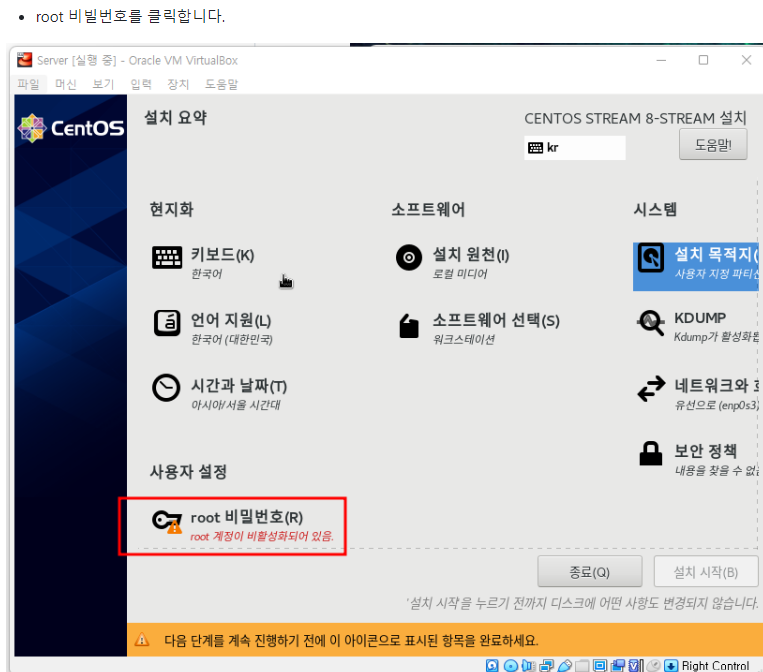 root 비밀번호를 클릭합니다.
Server [실행 중] - Oracle VM VirtualBox
파일 머신 보기 입력 장치 도움말
CentOS
설치 요약
CENTOS STREAM 8-STREAM 설치
kr
도움말!
현지화
소프트웨어
시스템
키보드(K)
한국어
설치 원천(I)
로컬 미디어
설치 목적지(
사용자 지정 파티
언어 지원(L)
한국어 (대한민국)
소프트웨어 선택(S)
워크스테이션
KDUMP
Kdump가 활성화
시간과 날짜(T)
아시아/서울 시간대
네트워크와
유선으로 (enp0s3)
보안 정책
내용을 찾을 수 없
사용자 설정
root 비밀번호(R)
root 계정이 비활성화되어 있음.
종료(Q)
설치 시작(B)
'설치 시작'을 누르기 전까지 디스크에 어떤 사항도 변경되지 않습니다.
다음 단계를 계속 진행하기 전에 이 아이콘으로 표시된 항목을 완료하세요.
Right Control